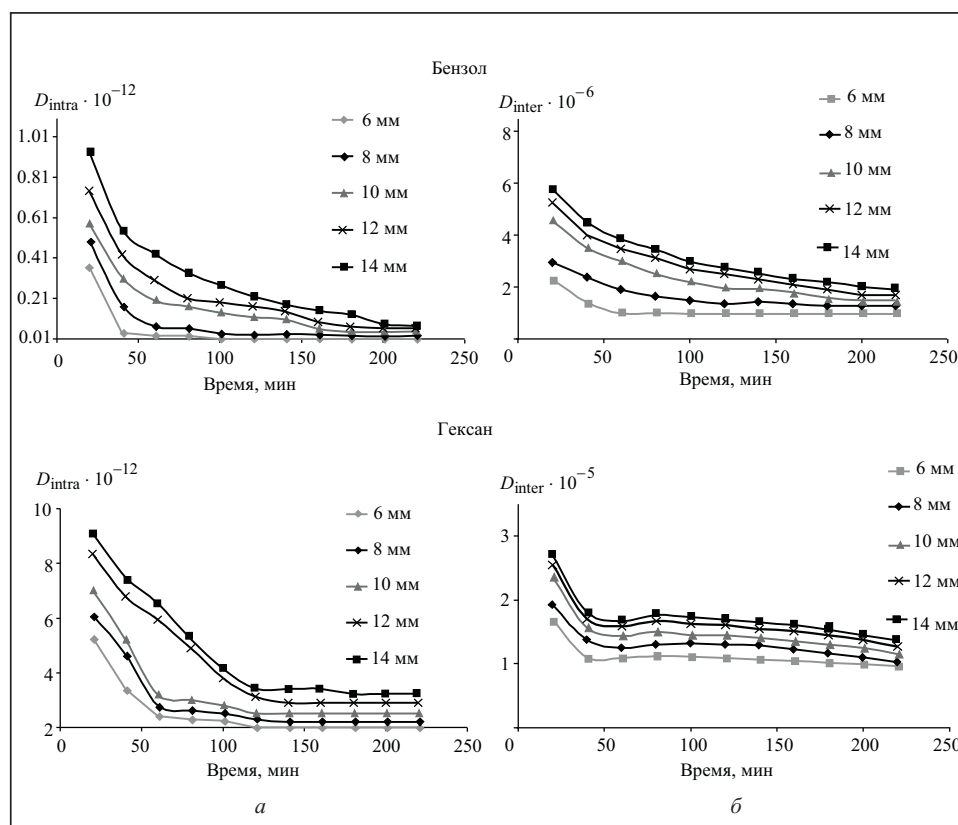 Бензол
D_intra · 10^−12
1.01
0.81
0.61
0.41
0.21
0.01
0
50
100
150
200
250
Время, мин
6 мм
8 мм
10 мм
12 мм
14 мм
D_inter · 10^−6
8
6
4
2
0
50
100
150
200
250
Время, мин
6 мм
8 мм
10 мм
12 мм
14 мм
Гексан
D_intra · 10^−12
10
8
6
4
2
0
50
100
150
200
250
Время, мин
6 мм
8 мм
10 мм
12 мм
14 мм
а
D_inter · 10^−5
3
2
1
0
50
100
150
200
250
Время, мин
6 мм
8 мм
10 мм
12 мм
14 мм
б